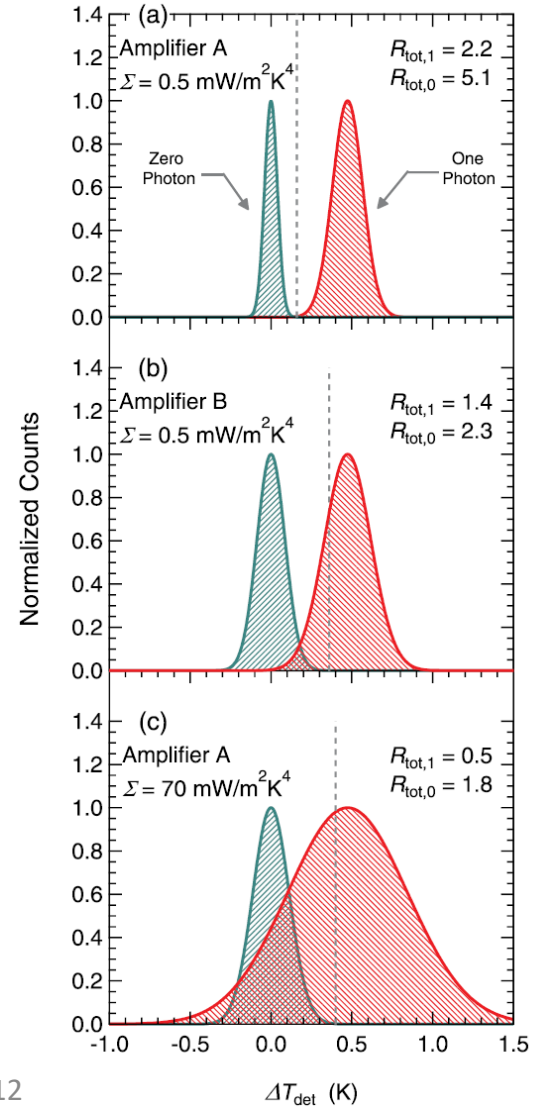 (a)
Amplifier A
Σ = 0.5 mW/m²K⁴
R_tot,1 = 2.2
R_tot,0 = 5.1
Zero
Photon
One
Photon
1.4
1.2
1.0
0.8
0.6
0.4
0.2
0.0
(b)
Amplifier B
Σ = 0.5 mW/m²K⁴
R_tot,1 = 1.4
R_tot,0 = 2.3
1.4
1.2
1.0
0.8
0.6
0.4
0.2
0.0
Normalized Counts
(c)
Amplifier A
Σ = 70 mW/m²K⁴
R_tot,1 = 0.5
R_tot,0 = 1.8
1.4
1.2
1.0
0.8
0.6
0.4
0.2
0.0
-1.0 -0.5 0.0 0.5 1.0 1.5
ΔT_det (K)
12